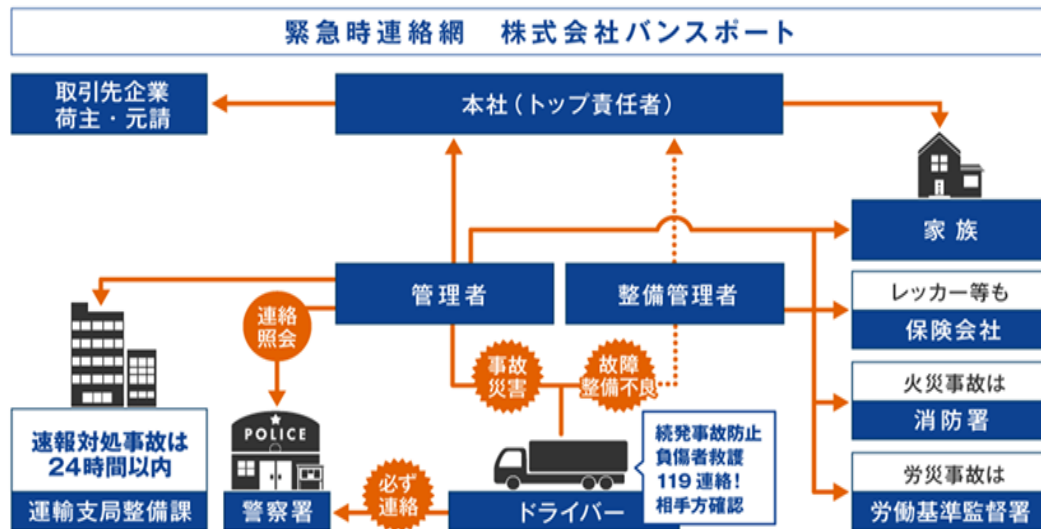 緊急時連絡網 株式会社バンスポート
取引先企業
荷主・元請
本社（トップ責任者）
家族
管理者
整備管理者
レッカー等も
保険会社
連絡
照会
事故
災害
故障
整備不良
火災事故は
消防署
速報対処事故は
24時間以内
運輸支局整備課
POLICE
警察署
必ず
連絡
ドライバー
続発事故防止
負傷者救護
119連絡！
相手方確認
労災事故は
労働基準監督署